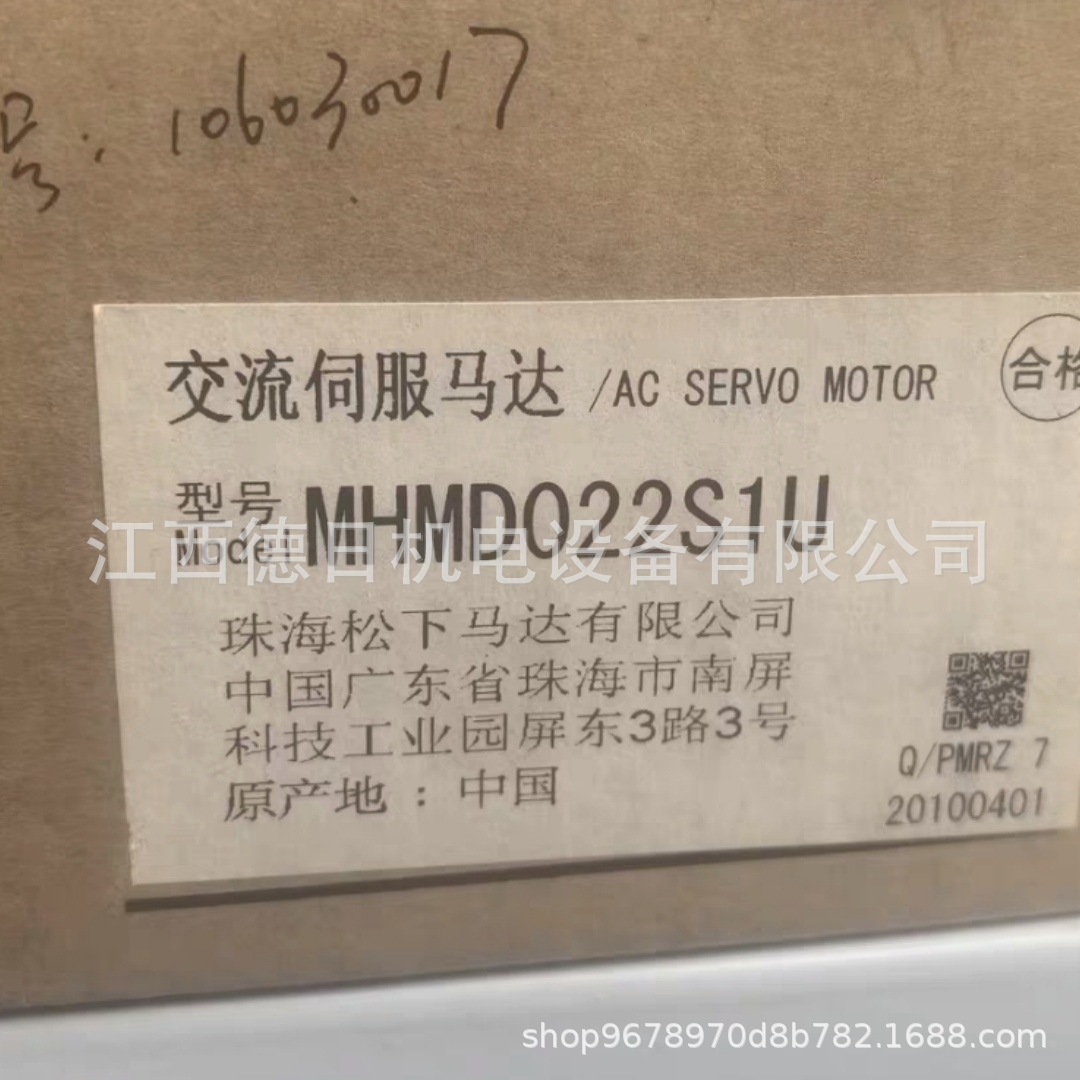 号: 106030017
交流伺服马达 /AC SERVO MOTOR
合格
型号 MHMD022S1U
Model
江西德日机电设备有限公司
珠海松下马达有限公司
中国广东省珠海市南屏
科技工业园屏东3路3号
原产地：中国
Q/PMRZ 7
20100401
shop9678970d8b782.1688.com